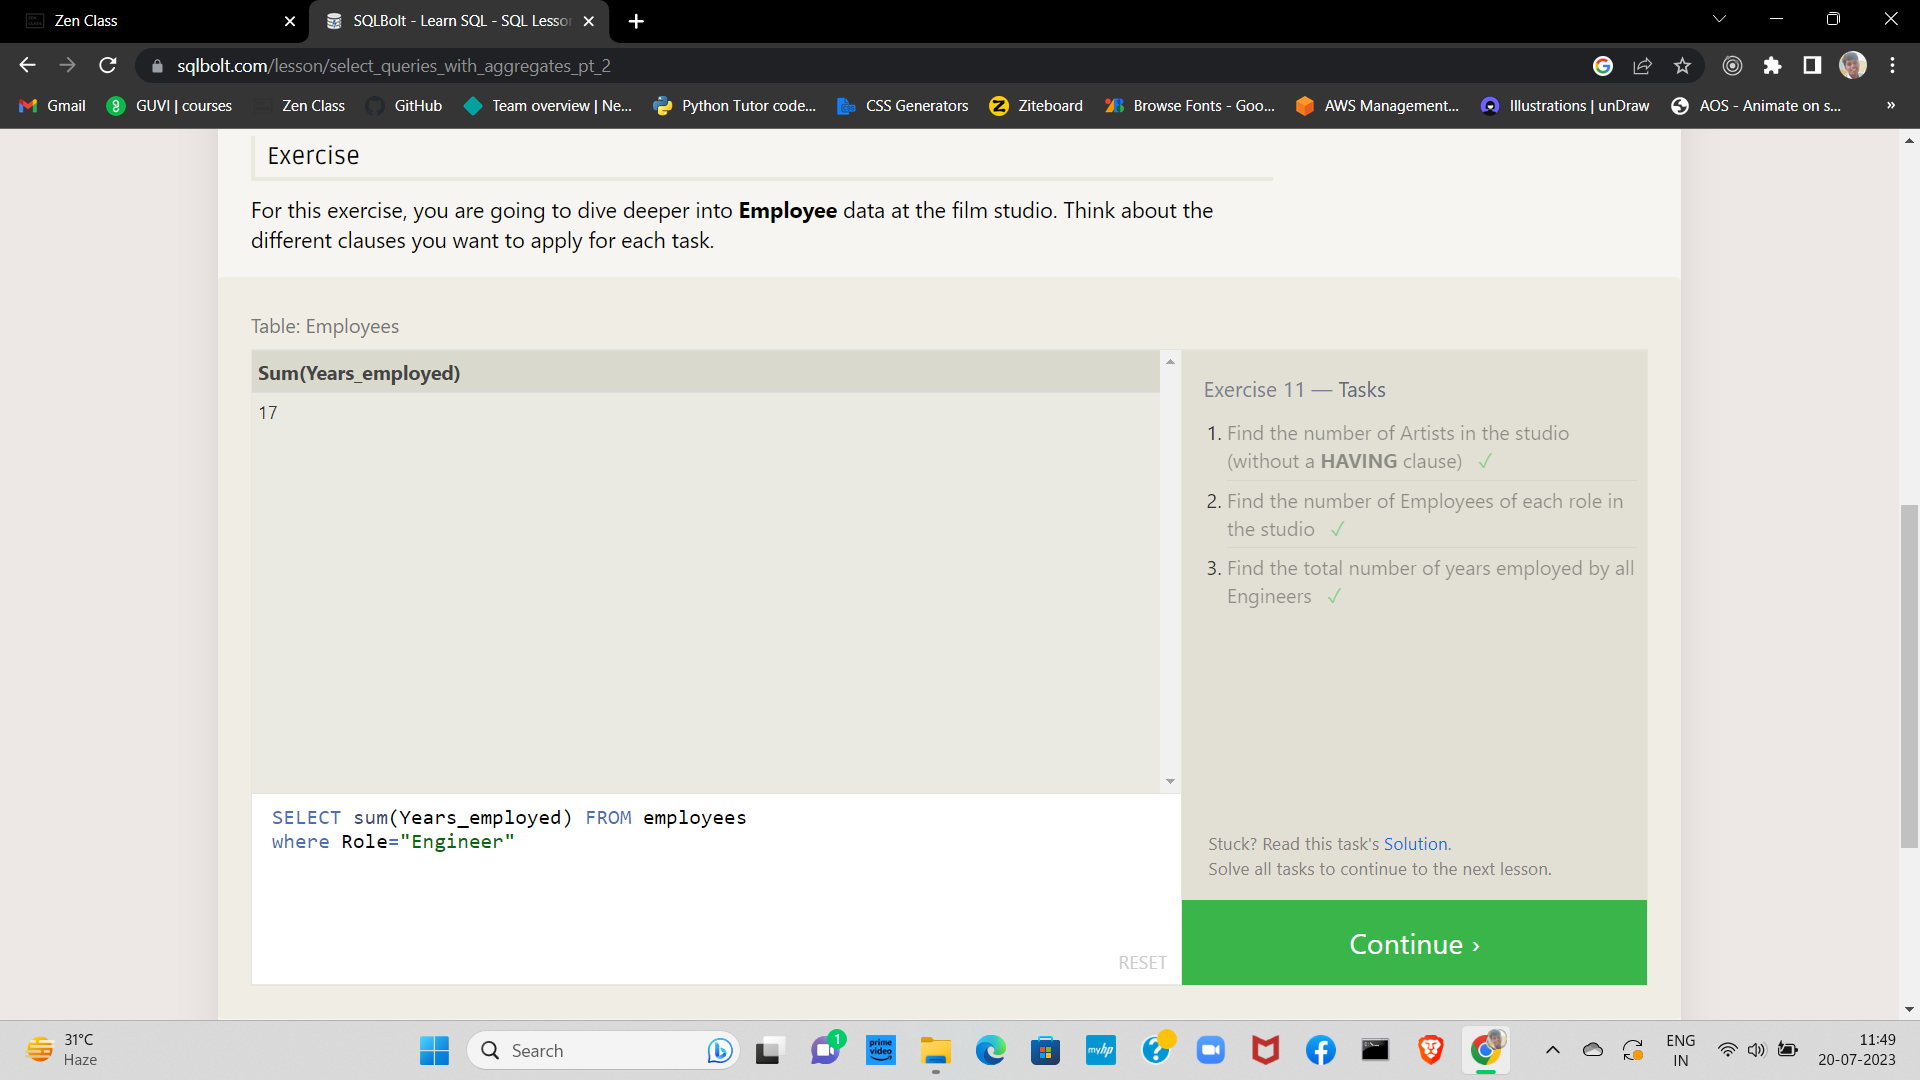 Zen Class
SQLBolt - Learn SQL - SQL Lesson
sqlbolt.com/lesson/select_queries_with_aggregates_pt_2
Gmail
GUVI | courses
Zen Class
GitHub
Team overview | Ne...
Python Tutor code...
CSS Generators
Ziteboard
Browse Fonts - Goo...
AWS Management...
Illustrations | unDraw
AOS - Animate on s...
»
Exercise
For this exercise, you are going to dive deeper into Employee data at the film studio. Think about the
different clauses you want to apply for each task.
Table: Employees
Sum(Years_employed)
17
Exercise 11 — Tasks
1. Find the number of Artists in the studio
(without a HAVING clause) ✓
2. Find the number of Employees of each role in
the studio ✓
3. Find the total number of years employed by all
Engineers ✓
SELECT sum(Years_employed) FROM employees
where Role="Engineer"
RESET
Stuck? Read this task's Solution.
Solve all tasks to continue to the next lesson.
Continue ›
31°C
Haze
Search
1
prime
video
myhp
ENG
IN
11:49
20-07-2023